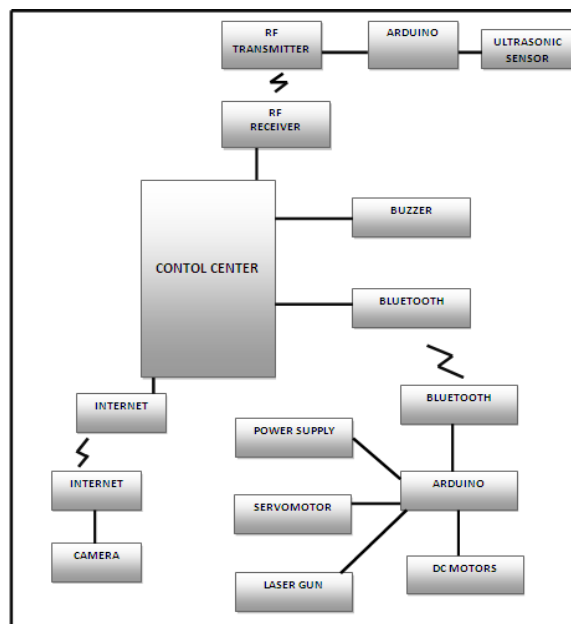 RF
TRANSMITTER
ARDUINO
ULTRASONIC
SENSOR
RF
RECEIVER
BUZZER
CONTOL CENTER
BLUETOOTH
INTERNET
BLUETOOTH
POWER SUPPLY
INTERNET
ARDUINO
SERVOMOTOR
CAMERA
DC MOTORS
LASER GUN